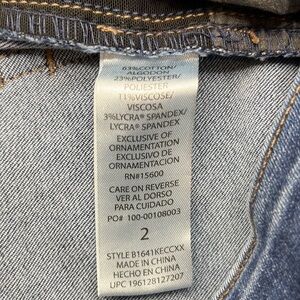 63%COTTON/
ALGODON
23%POLYESTER/
POLIESTER
11%VISCOSE/
VISCOSA
3%LYCRA® SPANDEX/
LYCRA® SPANDEX
EXCLUSIVE OF
ORNAMENTATION
EXCLUSIVO DE
ORNAMENTACION
RN#15600
CARE ON REVERSE
VER AL DORSO
PARA CUIDADO
PO# 100-00108003
2
STYLE B1641KECCXX
MADE IN CHINA
HECHO EN CHINA
UPC 196128127207